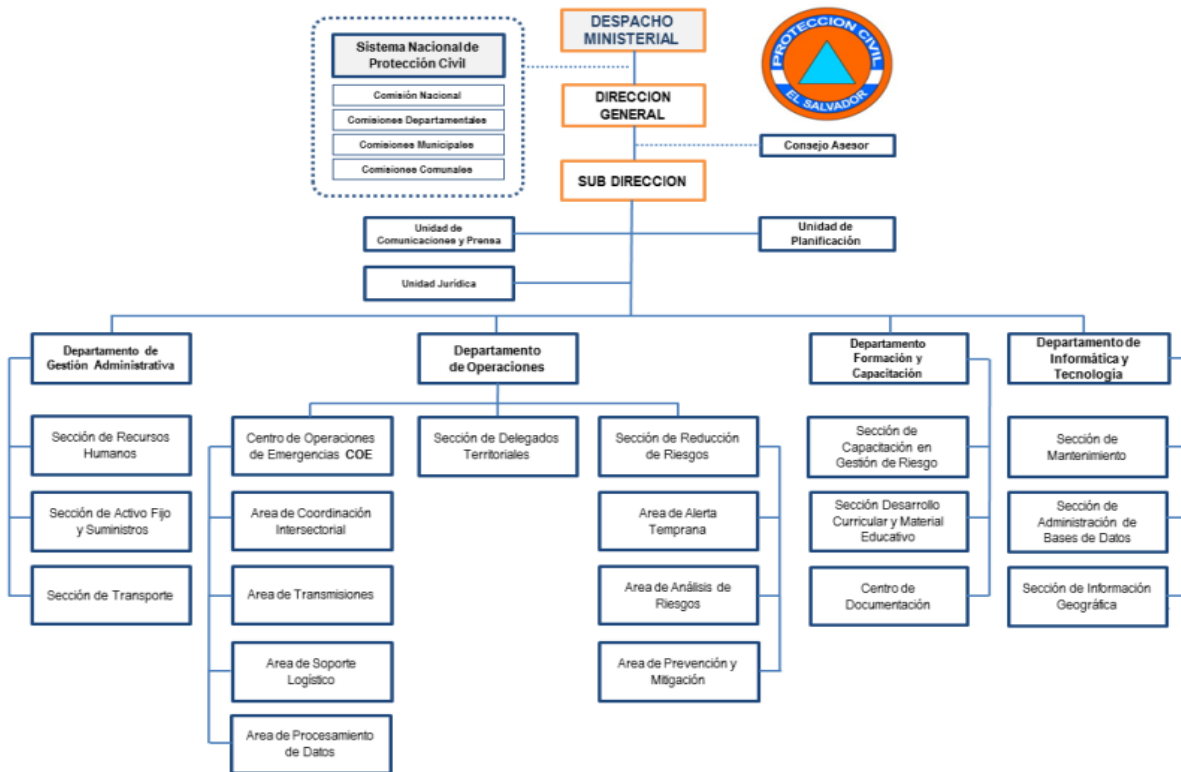 DESPACHO
MINISTERIAL
Sistema Nacional de
Protección Civil
Comisión Nacional
Comisiones Departamentales
Comisiones Municipales
Comisiones Comunales
PROTECCION CIVIL
EL SALVADOR
DIRECCION
GENERAL
Consejo Asesor
SUB DIRECCION
Unidad de
Comunicaciones y Prensa
Unidad de
Planificación
Unidad Jurídica
Departamento de
Gestión Administrativa
Departamento
de Operaciones
Departamento
Formación y
Capacitación
Departamento de
Informática y
Tecnología
Sección de Recursos
Humanos
Centro de Operaciones
de Emergencias COE
Sección de Delegados
Territoriales
Sección de Reducción
de Riesgos
Sección de
Capacitación en
Gestión de Riesgo
Sección de
Mantenimiento
Sección de Activo Fijo
y Suministros
Area de Coordinación
Intersectorial
Area de Alerta
Temprana
Sección Desarrollo
Curricular y Material
Educativo
Sección de
Administración de
Bases de Datos
Sección de Transporte
Area de Transmisiones
Area de Análisis de
Riesgos
Centro de
Documentación
Sección de Información
Geográfica
Area de Soporte
Logístico
Area de Prevención y
Mitigación
Area de Procesamiento
de Datos